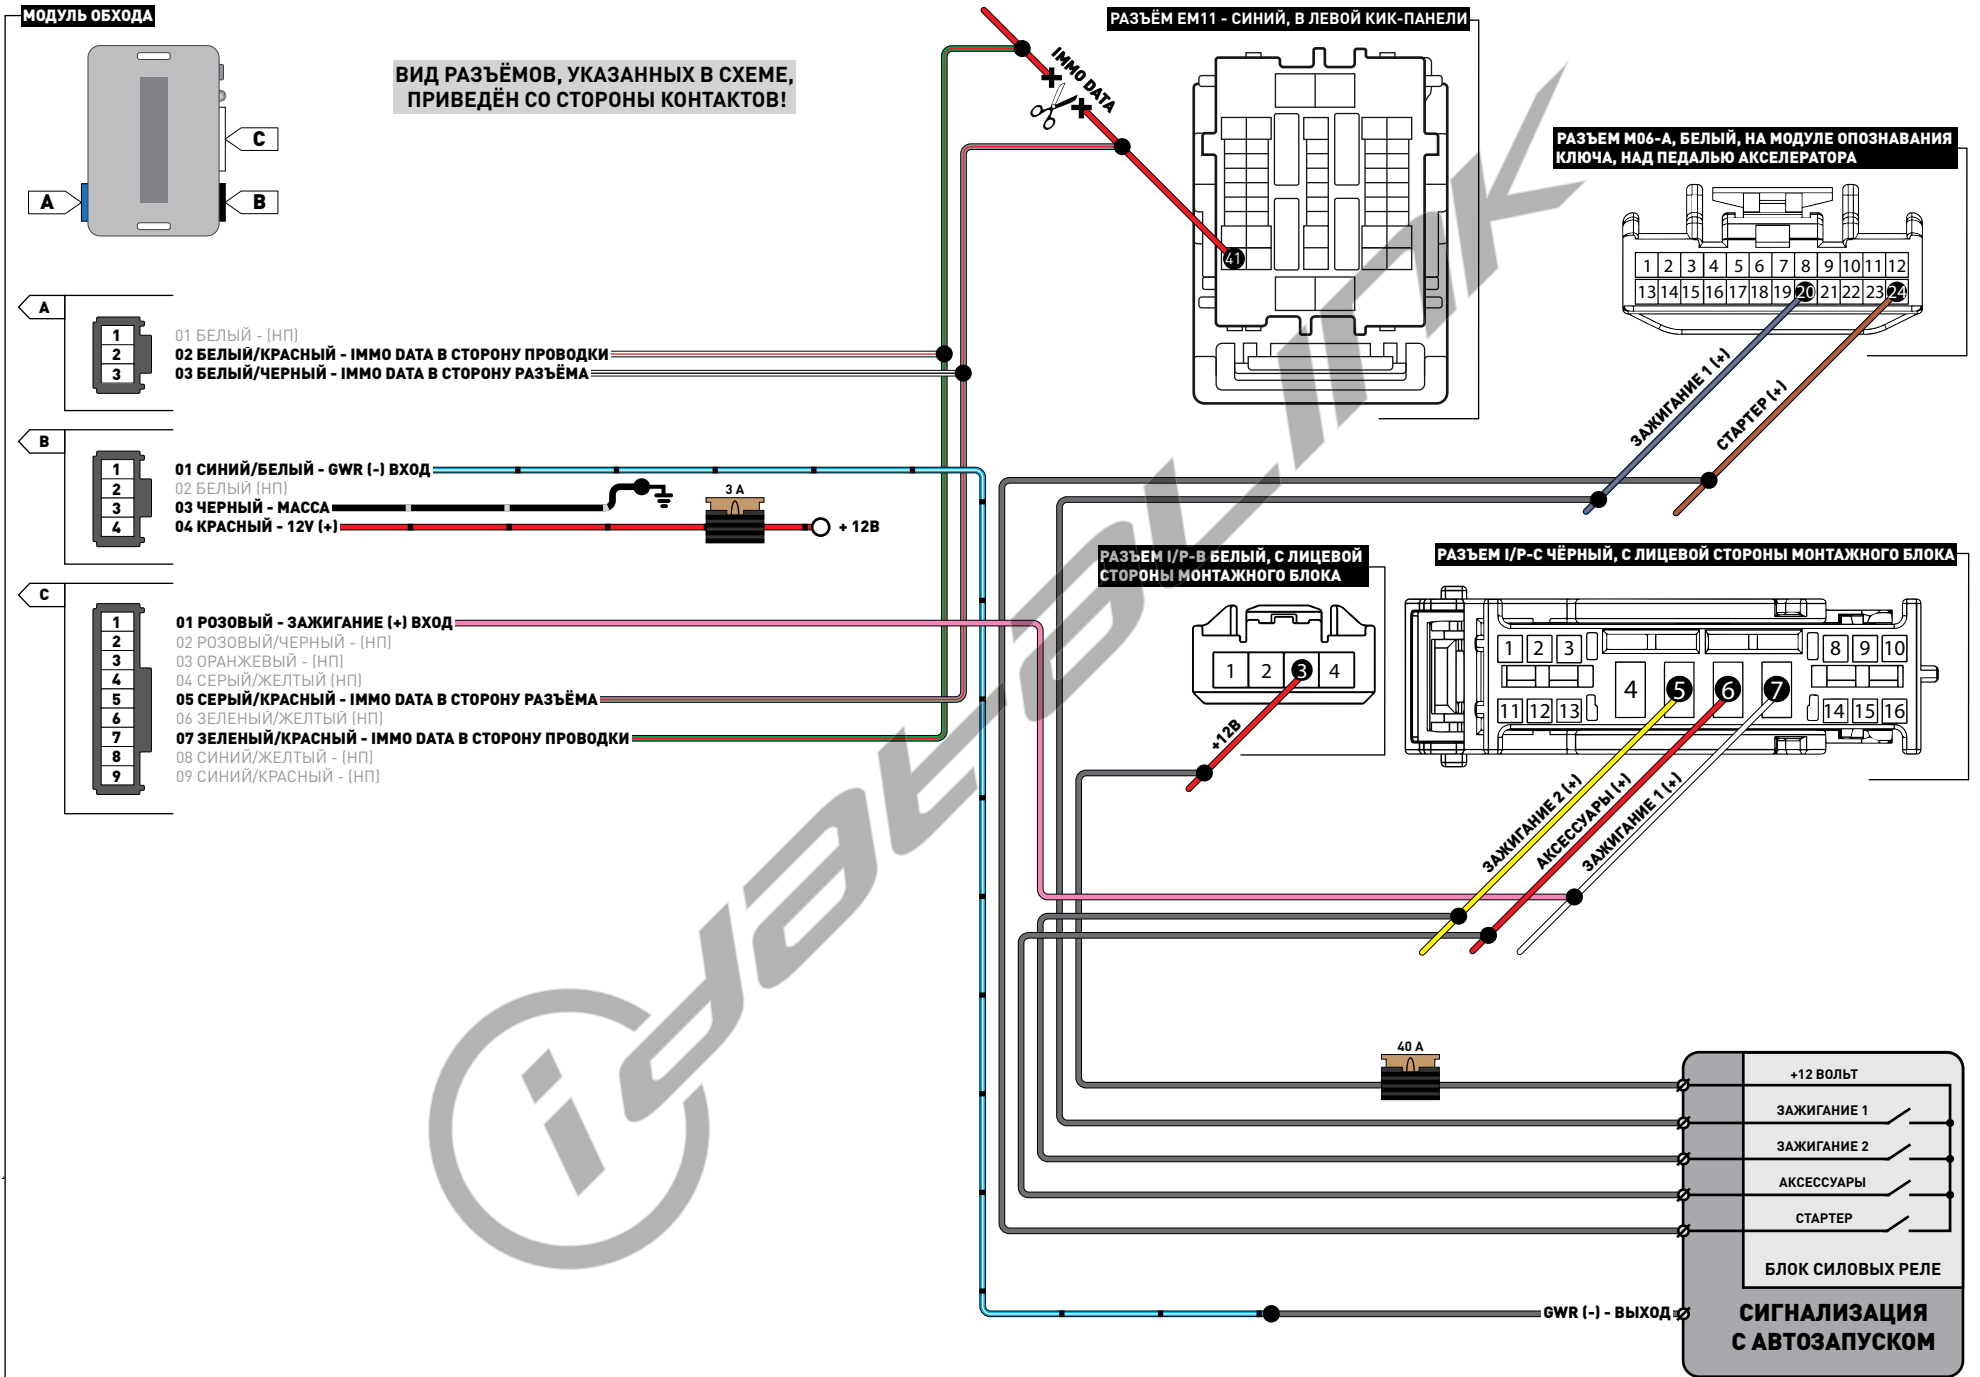 МОДУЛЬ ОБХОДА
C
A
B
ВИД РАЗЪЁМОВ, УКАЗАННЫХ В СХЕМЕ,
ПРИВЕДЁН СО СТОРОНЫ КОНТАКТОВ!
IMMO DATA
РАЗЪЁМ EM11 - СИНИЙ, В ЛЕВОЙ КИК-ПАНЕЛИ
41
РАЗЪЕМ M06-A, БЕЛЫЙ, НА МОДУЛЕ ОПОЗНАВАНИЯ
КЛЮЧА, НАД ПЕДАЛЬЮ АКСЕЛЕРАТОРА
1 2 3 4 5 6 7 8 9 10 11 12
13 14 15 16 17 18 19 20 21 22 23 24
ЗАЖИГАНИЕ 1 (+)
СТАРТЕР (+)
A
1
2
3
01 БЕЛЫЙ - (НП)
02 БЕЛЫЙ/КРАСНЫЙ - IMMO DATA В СТОРОНУ ПРОВОДКИ
03 БЕЛЫЙ/ЧЕРНЫЙ - IMMO DATA В СТОРОНУ РАЗЪЁМА
B
1
2
3
4
01 СИНИЙ/БЕЛЫЙ - GWR (-) ВХОД
02 БЕЛЫЙ (НП)
03 ЧЕРНЫЙ - МАССА
04 КРАСНЫЙ - 12V (+)
3 А
+ 12В
C
1
2
3
4
5
6
7
8
9
01 РОЗОВЫЙ - ЗАЖИГАНИЕ (+) ВХОД
02 РОЗОВЫЙ/ЧЕРНЫЙ - (НП)
03 ОРАНЖЕВЫЙ - (НП)
04 СЕРЫЙ/ЖЕЛТЫЙ (НП)
05 СЕРЫЙ/КРАСНЫЙ - IMMO DATA В СТОРОНУ РАЗЪЁМА
06 ЗЕЛЕНЫЙ/ЖЕЛТЫЙ (НП)
07 ЗЕЛЕНЫЙ/КРАСНЫЙ - IMMO DATA В СТОРОНУ ПРОВОДКИ
08 СИНИЙ/ЖЕЛТЫЙ - (НП)
09 СИНИЙ/КРАСНЫЙ - (НП)
РАЗЪЕМ I/P-B БЕЛЫЙ, С ЛИЦЕВОЙ
СТОРОНЫ МОНТАЖНОГО БЛОКА
1 2 3 4
+12В
РАЗЪЕМ I/P-C ЧЁРНЫЙ, С ЛИЦЕВОЙ СТОРОНЫ МОНТАЖНОГО БЛОКА
1 2 3 8 9 10
4 5 6 7
11 12 13 14 15 16
ЗАЖИГАНИЕ 2 (+)
АКСЕССУАРЫ (+)
ЗАЖИГАНИЕ 1 (+)
idataLINK
40 А
+12 ВОЛЬТ
ЗАЖИГАНИЕ 1
ЗАЖИГАНИЕ 2
АКСЕССУАРЫ
СТАРТЕР
БЛОК СИЛОВЫХ РЕЛЕ
GWR (-) - ВЫХОД
СИГНАЛИЗАЦИЯ
С АВТОЗАПУСКОМ